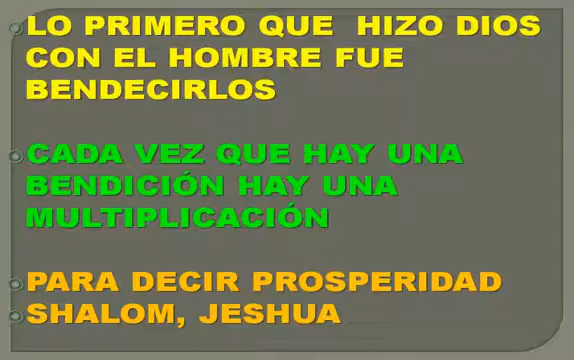 LO PRIMERO QUE HIZO DIOS
CON EL HOMBRE FUE
BENDECIRLOS
CADA VEZ QUE HAY UNA
BENDICIÓN HAY UNA
MULTIPLICACIÓN
PARA DECIR PROSPERIDAD
SHALOM, JESHUA